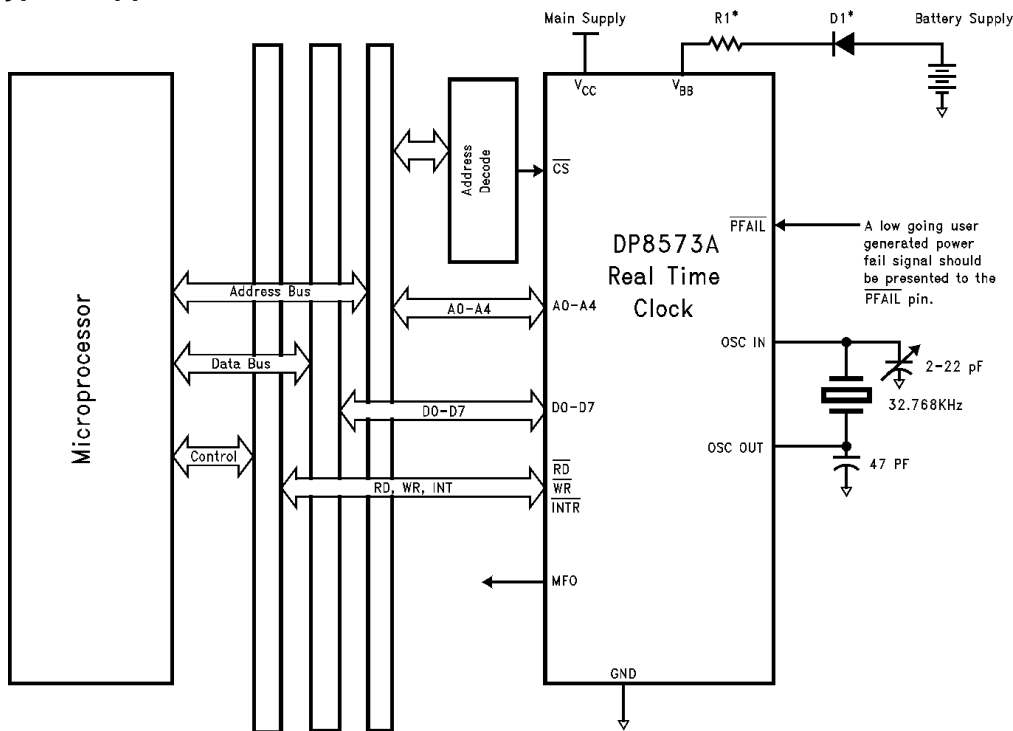 Main Supply
R1*
D1*
Battery Supply
VCC
VBB
Address
Decode
CS
PFAIL
A low going user
generated power
fail signal should
be presented to the
PFAIL pin.
DP8573A
Real Time
Clock
Microprocessor
Address Bus
A0-A4
A0-A4
OSC IN
2-22 pF
Data Bus
32.768KHz
D0-D7
D0-D7
OSC OUT
Control
47 PF
RD, WR, INT
RD
WR
INTR
MFO
GND